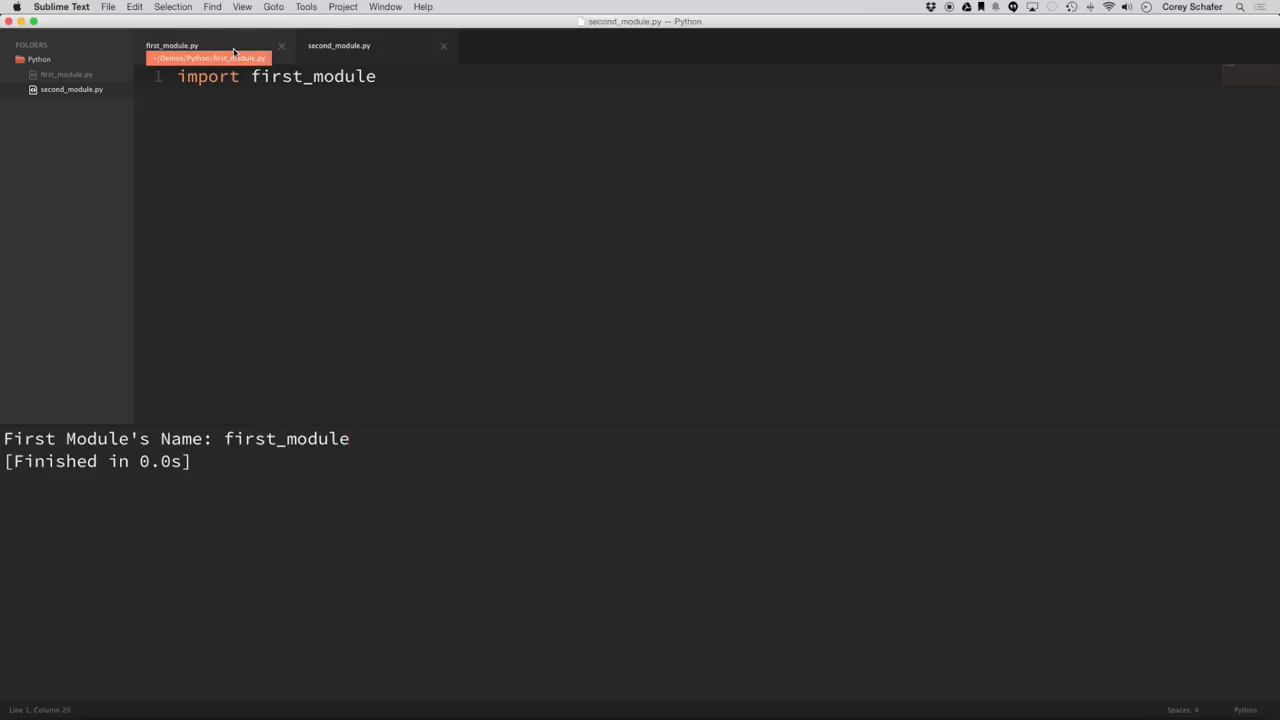 Sublime Text File Edit Selection Find View Goto Tools Project Window Help Corey Schafer
second_module.py — Python
FOLDERS
Python
first_module.py
second_module.py
first_module.py second_module.py
~/Demos/Python/first_module.py
1 import first_module
First Module's Name: first_module
[Finished in 0.0s]
Line 1, Column 20 Spaces: 4 Python